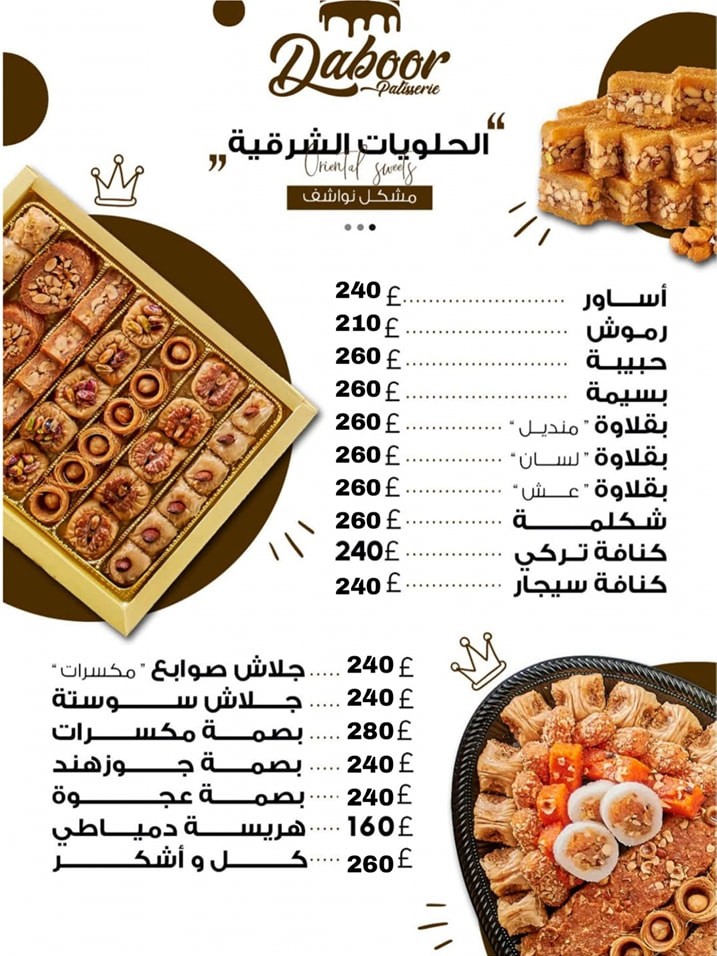 Daboor
Patisserie
"الحلويات الشرقية"
Oriental sweets
مشكل نواشف
أساور ................ £ 240
رموش ................ £ 210
حبيبة ................ £ 260
بسيمة ................ £ 260
بقلاوة "منديل" .......... £ 260
بقلاوة "لسان" .......... £ 260
بقلاوة "عش" .......... £ 260
شكلمة .......... £ 260
كنافة تركي .......... £ 240
كنافة سيجار .......... £ 240
جلاش صوابع "مكسرات" ..... 240 £
جلاش سوستة ..... 240 £
بصمة مكسرات ..... 280 £
بصمة جوزهند ..... 240 £
بصمة عجوة ..... 240 £
هريسة دمياطي ..... 160 £
كل و أشكر ..... 260 £